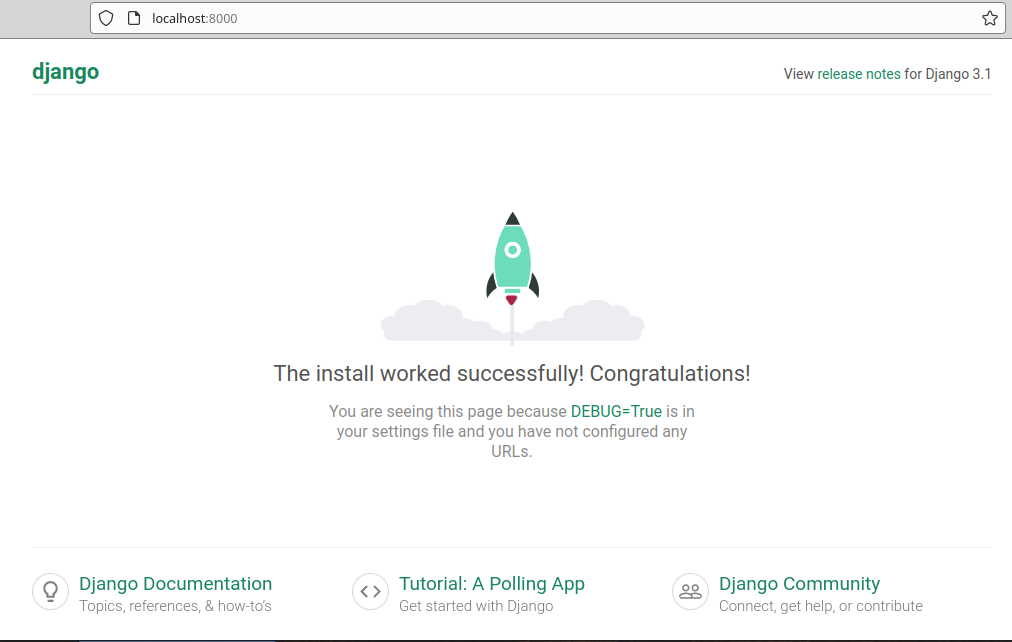 localhost:8000
django
View release notes for Django 3.1
The install worked successfully! Congratulations!
You are seeing this page because DEBUG=True is in
your settings file and you have not configured any
URLs.
Django Documentation
Topics, references, & how-to's
Tutorial: A Polling App
Get started with Django
Django Community
Connect, get help, or contribute